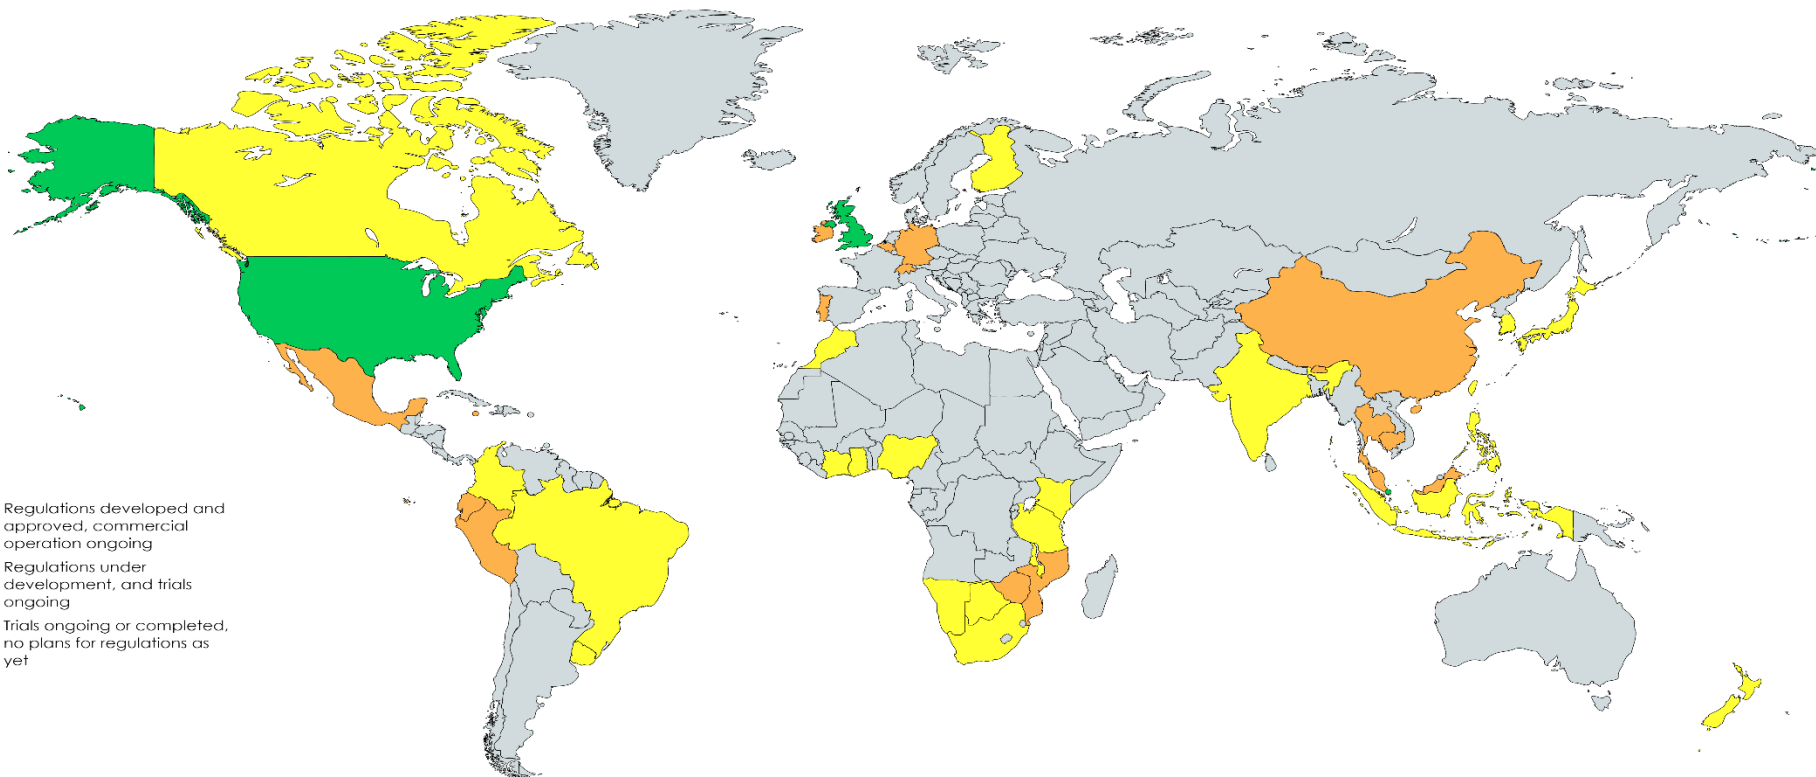 Regulations developed and
approved, commercial
operation ongoing
Regulations under
development, and trials
ongoing
Trials ongoing or completed,
no plans for regulations as
yet